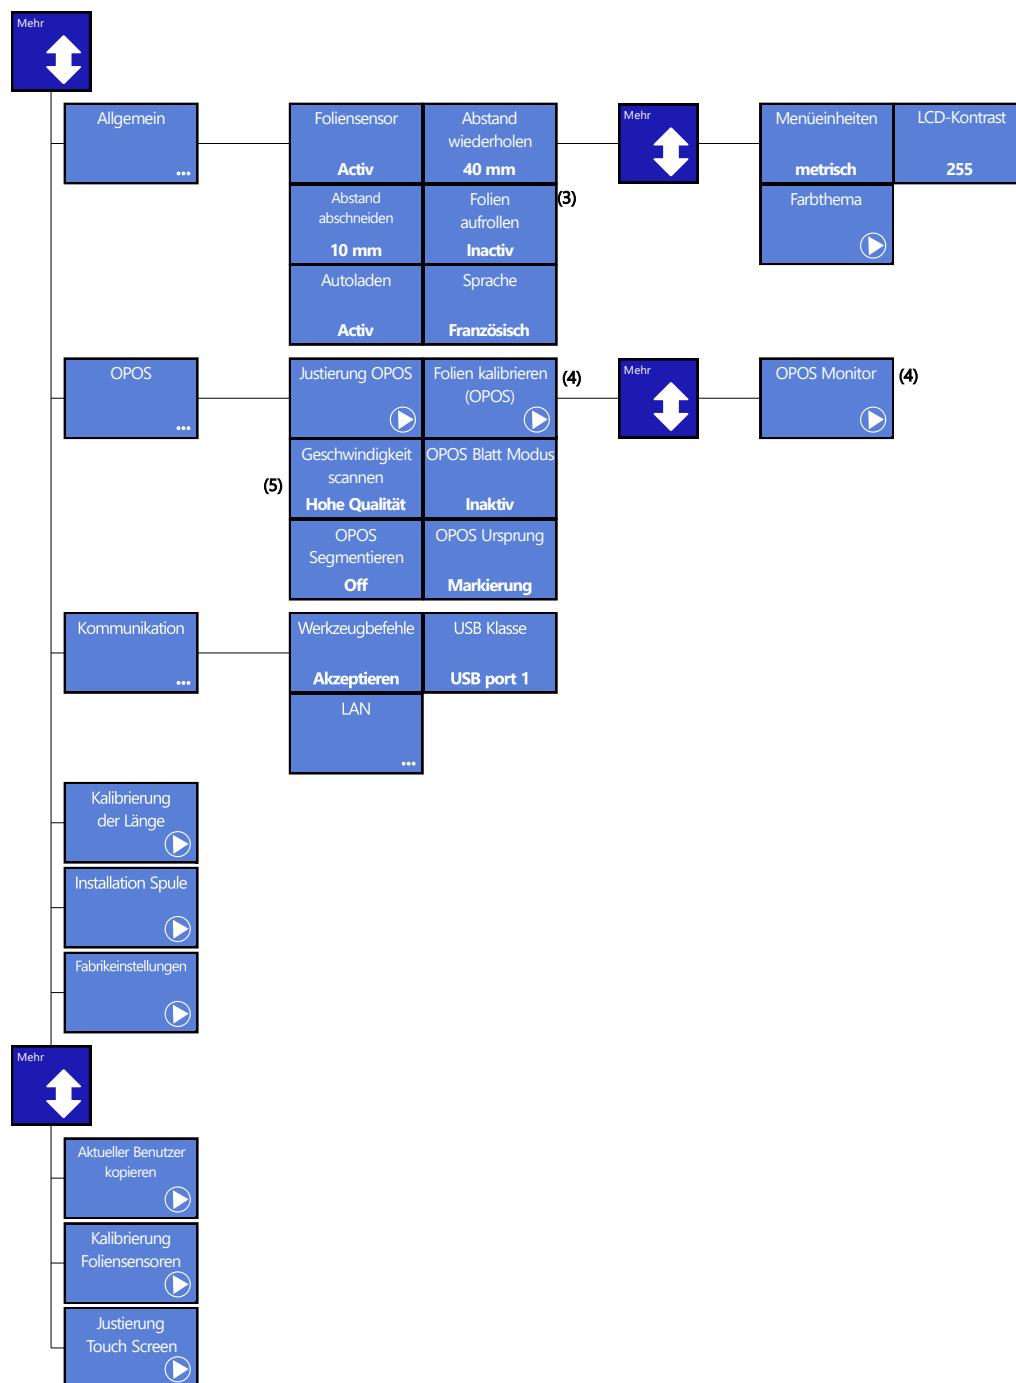 Mehr
Allgemein
...
Foliensensor
Activ
Abstand
wiederholen
40 mm
Mehr
Menüeinheiten
metrisch
LCD-Kontrast
255
Abstand
abschneiden
10 mm
Folien
aufrollen
Inactiv
(3)
Farbthema
Autoladen
Activ
Sprache
Französisch
OPOS
...
Justierung OPOS
Folien kalibrieren
(OPOS)
(4)
Mehr
OPOS Monitor
(4)
(5)
Geschwindigkeit
scannen
Hohe Qualität
OPOS Blatt Modus
Inaktiv
OPOS
Segmentieren
Off
OPOS Ursprung
Markierung
Kommunikation
...
Werkzeugbefehle
Akzeptieren
USB Klasse
USB port 1
LAN
...
Kalibrierung
der Länge
Installation Spule
Fabrikeinstellungen
Mehr
Aktueller Benutzer
kopieren
Kalibrierung
Foliensensoren
Justierung
Touch Screen